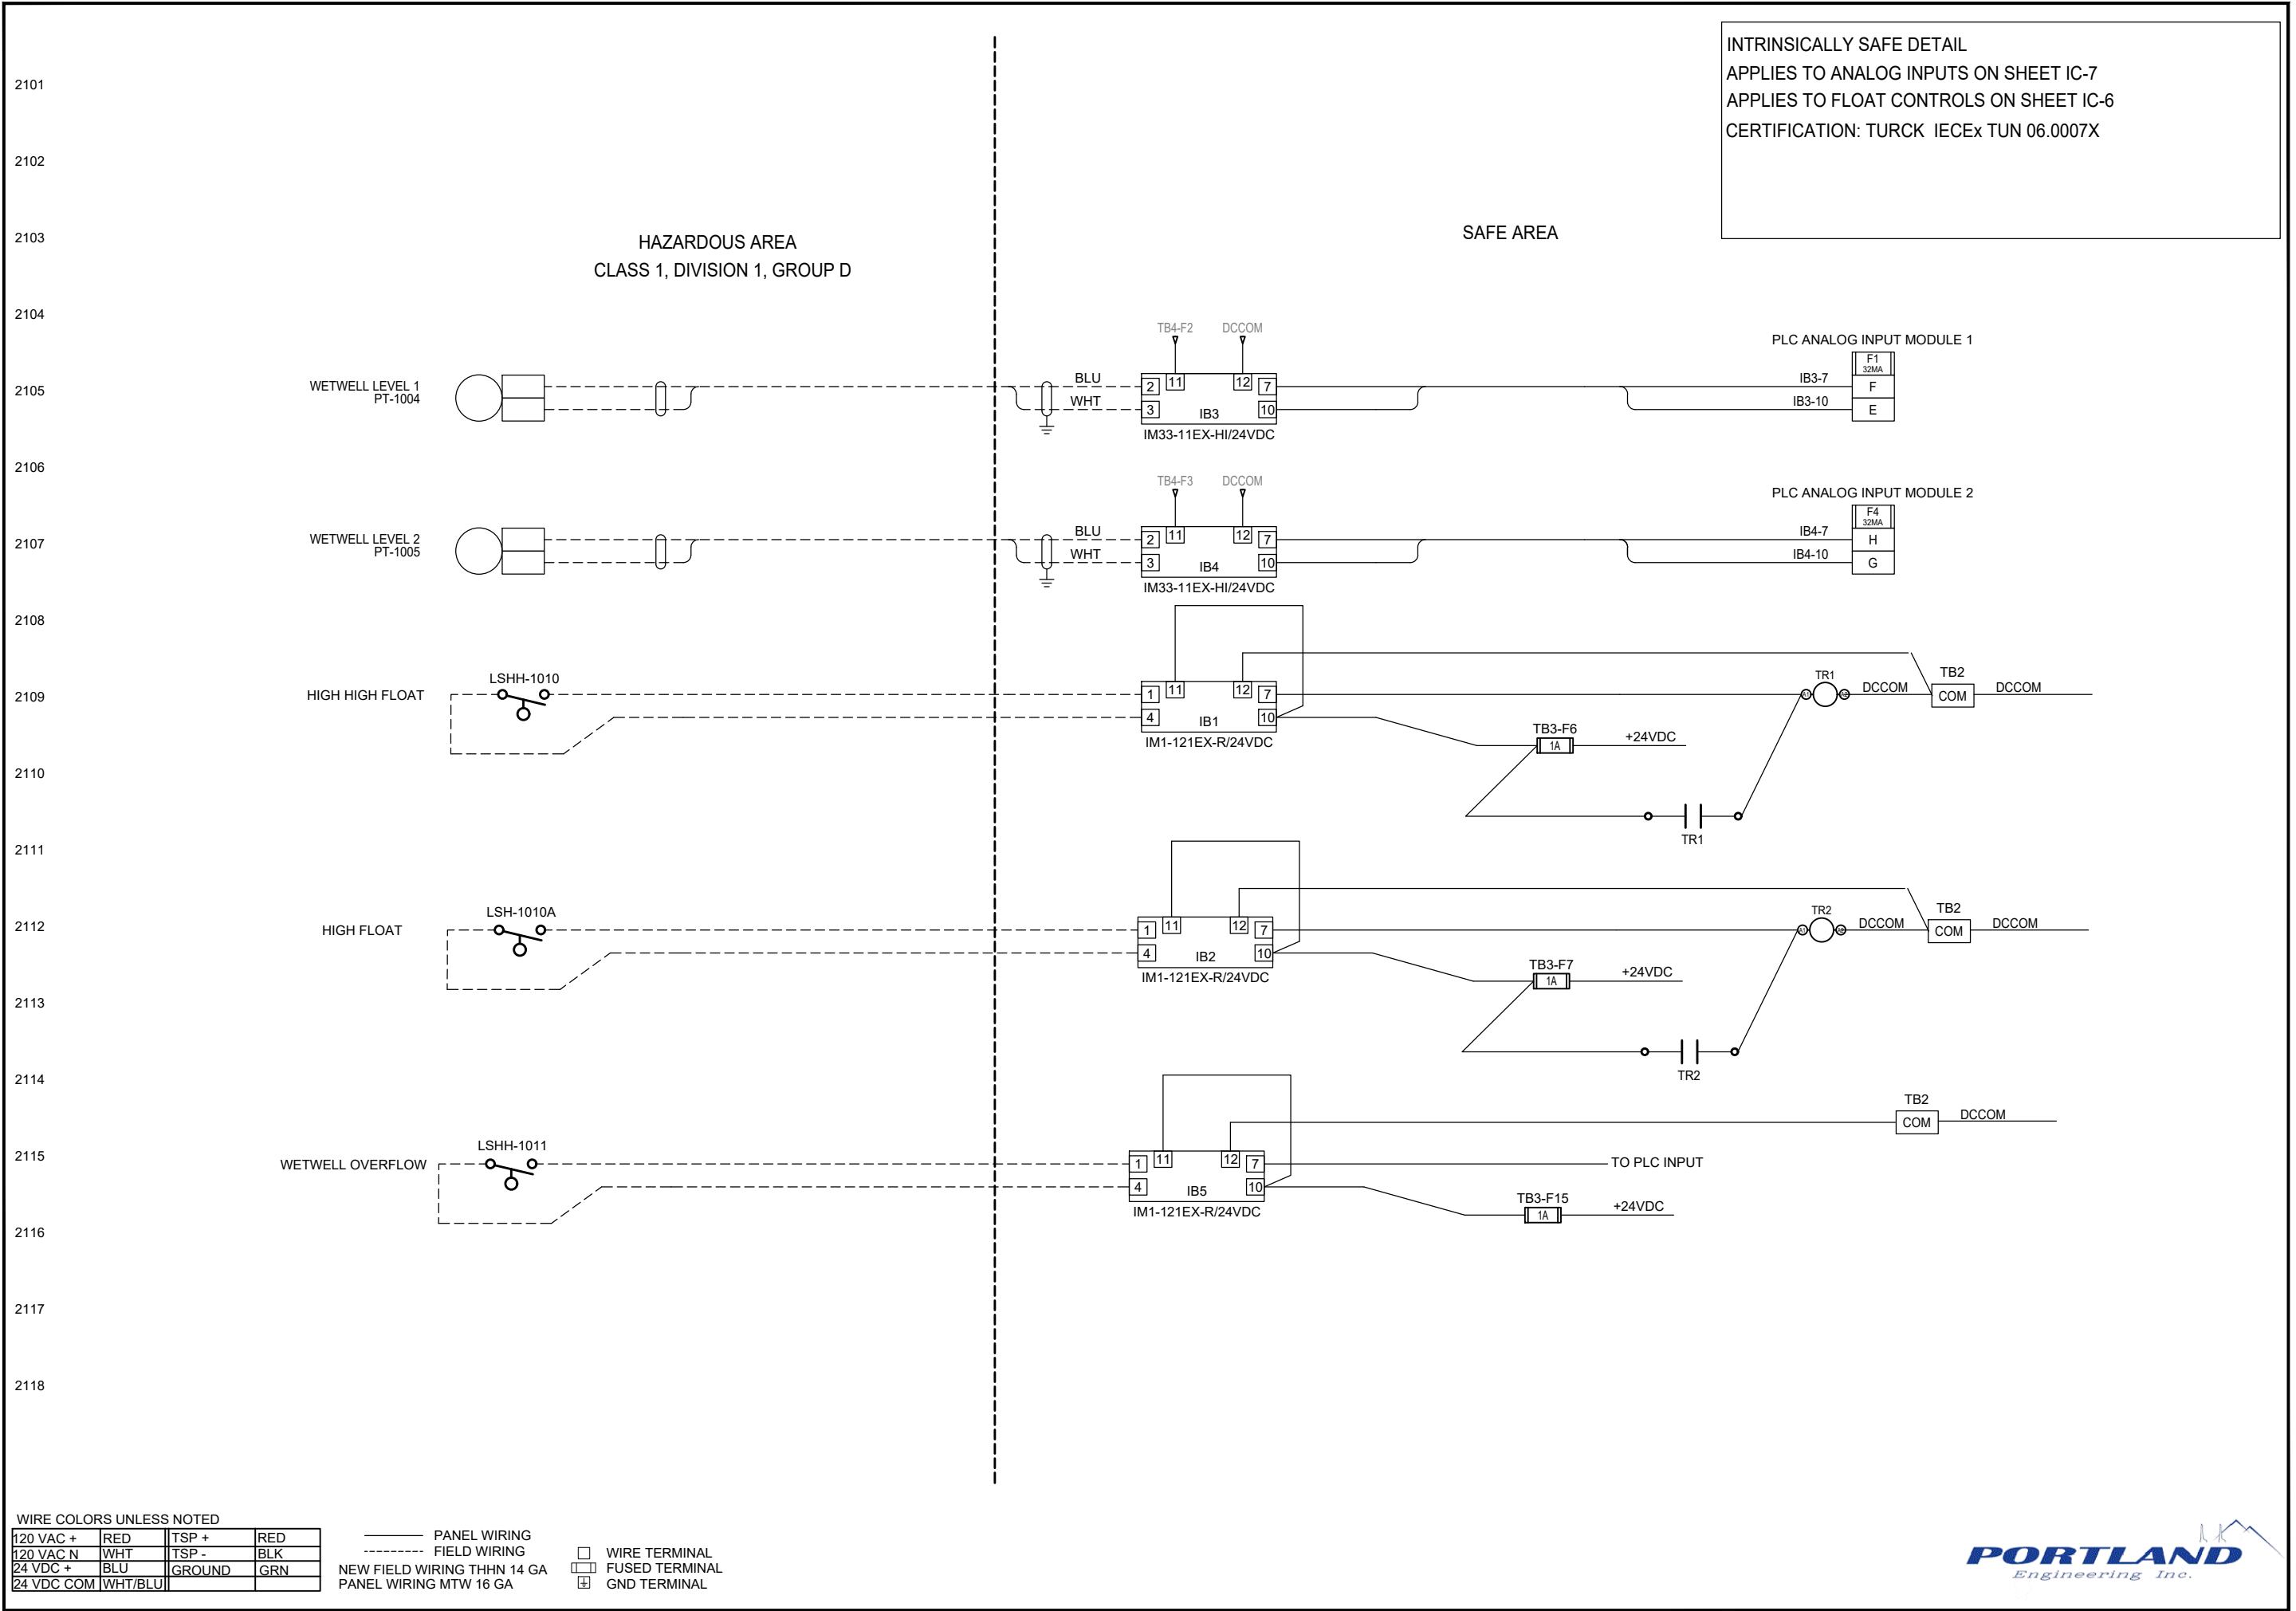 INTRINSICALLY SAFE DETAIL
APPLIES TO ANALOG INPUTS ON SHEET IC-7
APPLIES TO FLOAT CONTROLS ON SHEET IC-6
CERTIFICATION: TURCK IECEx TUN 06.0007X
2101
2102
2103
HAZARDOUS AREA
CLASS 1, DIVISION 1, GROUP D
SAFE AREA
2104
TB4-F2 DCCOM
PLC ANALOG INPUT MODULE 1
F1
32MA
2105
WETWELL LEVEL 1
PT-1004
BLU
WHT
2 11 12 7
3 IB3 10
IM33-11EX-HI/24VDC
IB3-7 F
IB3-10 E
2106
TB4-F3 DCCOM
PLC ANALOG INPUT MODULE 2
F4
32MA
2107
WETWELL LEVEL 2
PT-1005
BLU
WHT
2 11 12 7
3 IB4 10
IM33-11EX-HI/24VDC
IB4-7 H
IB4-10 G
2108
2109
HIGH HIGH FLOAT
LSHH-1010
1 11 12 7
4 IB1 10
IM1-121EX-R/24VDC
TR1
DCCOM
TB2
COM
DCCOM
TB3-F6
1A
+24VDC
2110
TR1
2111
2112
HIGH FLOAT
LSH-1010A
1 11 12 7
4 IB2 10
IM1-121EX-R/24VDC
TR2
DCCOM
TB2
COM
DCCOM
TB3-F7
1A
+24VDC
2113
TR2
2114
TB2
COM
DCCOM
2115
WETWELL OVERFLOW
LSHH-1011
1 11 12 7
4 IB5 10
IM1-121EX-R/24VDC
TO PLC INPUT
TB3-F15
1A
+24VDC
2116
2117
2118
WIRE COLORS UNLESS NOTED
120 VAC + RED TSP + RED
120 VAC N WHT TSP - BLK
24 VDC + BLU GROUND GRN
24 VDC COM WHT/BLU
PANEL WIRING
FIELD WIRING
NEW FIELD WIRING THHN 14 GA
PANEL WIRING MTW 16 GA
WIRE TERMINAL
FUSED TERMINAL
GND TERMINAL
PORTLAND
Engineering Inc.